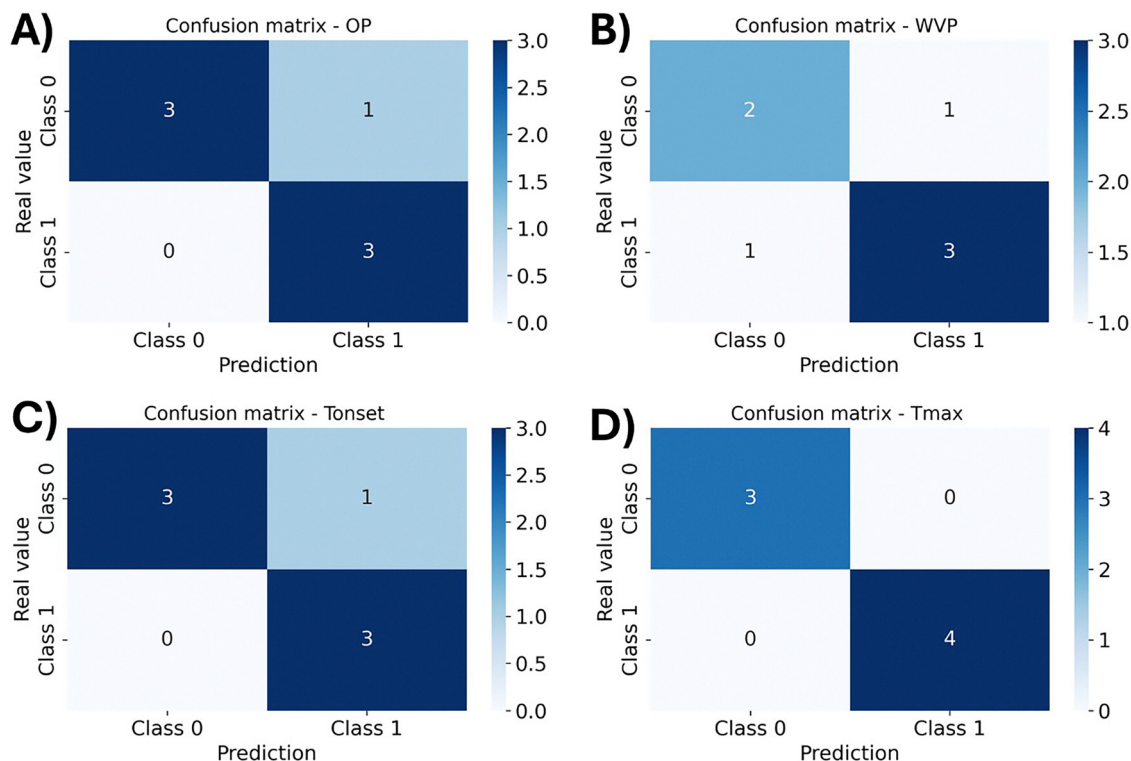 A)
Confusion matrix - OP
Real value
Class 0
Class 1
3
1
0
3
3.0
2.5
2.0
1.5
1.0
0.5
0.0
Class 0
Class 1
Prediction
B)
Confusion matrix - WVP
Real value
Class 0
Class 1
2
1
1
3
3.0
2.5
2.0
1.5
1.0
Class 0
Class 1
Prediction
C)
Confusion matrix - Tonset
Real value
Class 0
Class 1
3
1
0
3
3.0
2.5
2.0
1.5
1.0
0.5
0.0
Class 0
Class 1
Prediction
D)
Confusion matrix - Tmax
Real value
Class 0
Class 1
3
0
0
4
4
3
2
1
0
Class 0
Class 1
Prediction